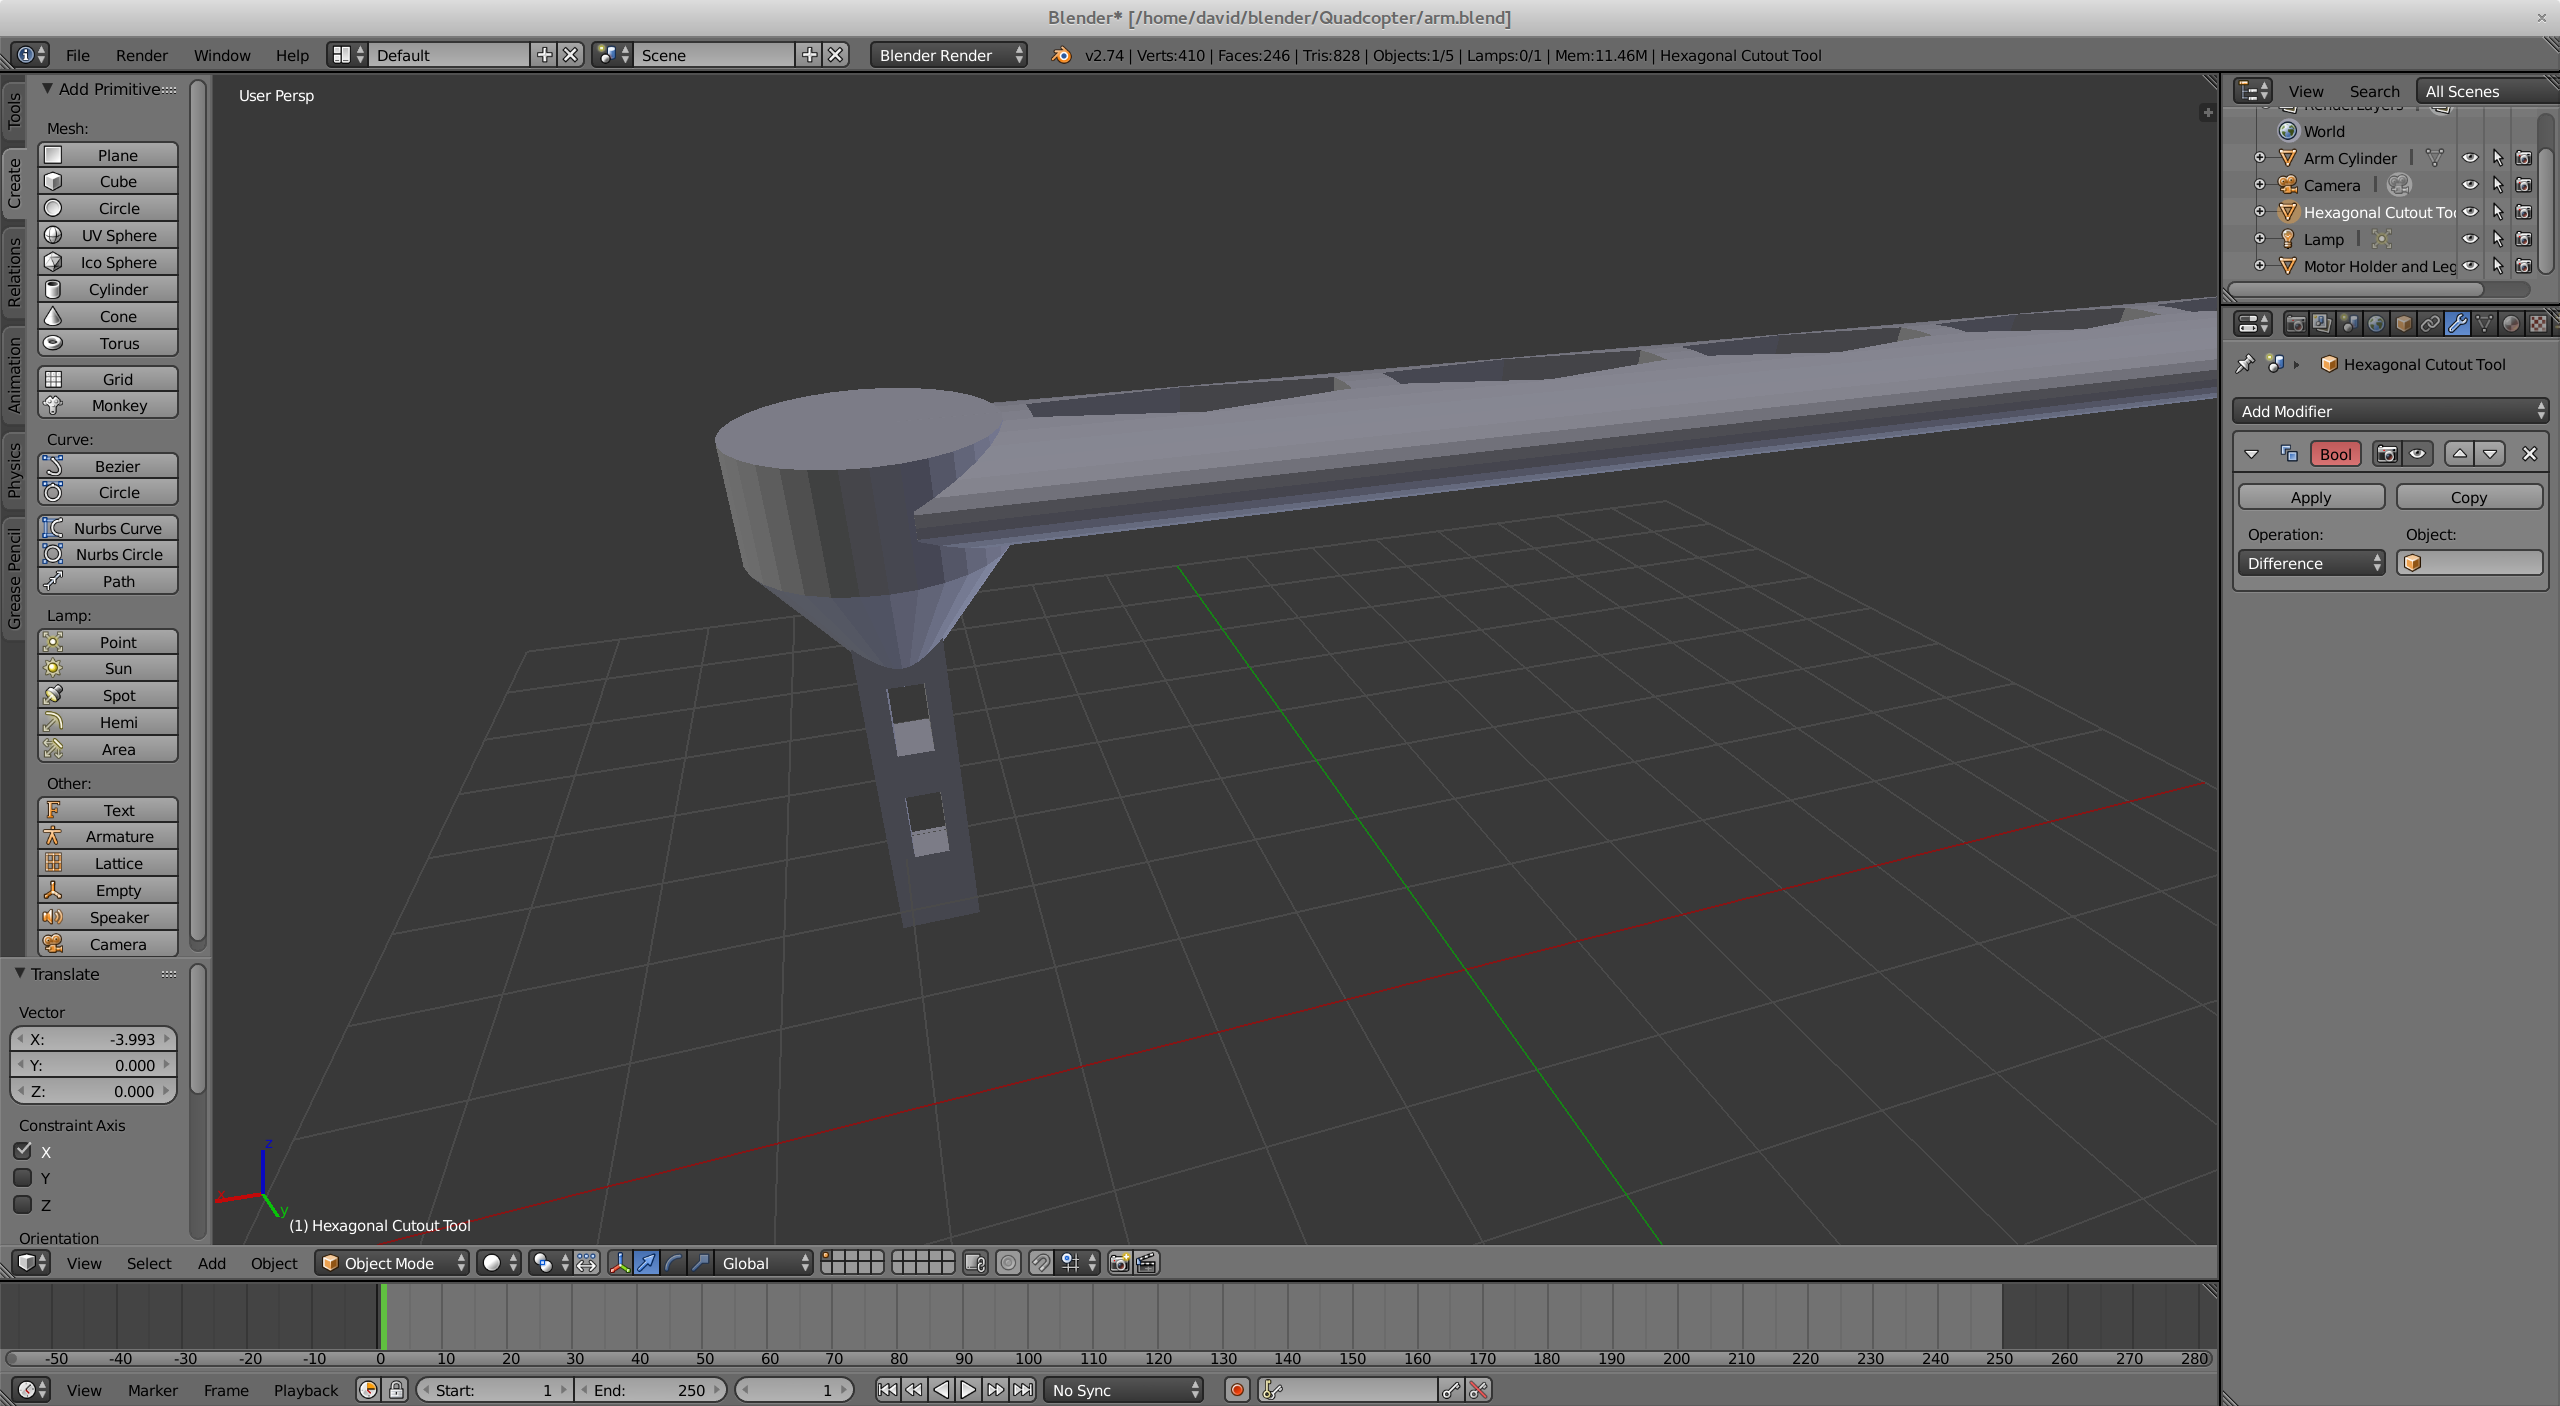 Blender* [/home/david/blender/Quadcopter/arm.blend]
File Render Window Help Default Scene Blender Render v2.74 | Verts:410 | Faces:246 | Tris:828 | Objects:1/5 | Lamps:0/1 | Mem:11.46M | Hexagonal Cutout Tool
Tools
Create
Relations
Animation
Physics
Grease Pencil
Add Primitive
Mesh:
Plane
Cube
Circle
UV Sphere
Ico Sphere
Cylinder
Cone
Torus
Grid
Monkey
Curve:
Bezier
Circle
Nurbs Curve
Nurbs Circle
Path
Lamp:
Point
Sun
Spot
Hemi
Area
Other:
Text
Armature
Lattice
Empty
Speaker
Camera
Translate
Vector
X: -3.993
Y: 0.000
Z: 0.000
Constraint Axis
X
Y
Z
Orientation
User Persp
z
x
y
(1) Hexagonal Cutout Tool
View Search All Scenes
RenderLayers
World
Arm Cylinder
Camera
Hexagonal Cutout Too
Lamp
Motor Holder and Leg
Hexagonal Cutout Tool
Add Modifier
Bool
Apply Copy
Operation: Object:
Difference
View Select Add Object Object Mode Global
-50 -40 -30 -20 -10 0 10 20 30 40 50 60 70 80 90 100 110 120 130 140 150 160 170 180 190 200 210 220 230 240 250 260 270 280
View Marker Frame Playback Start: 1 End: 250 1 No Sync